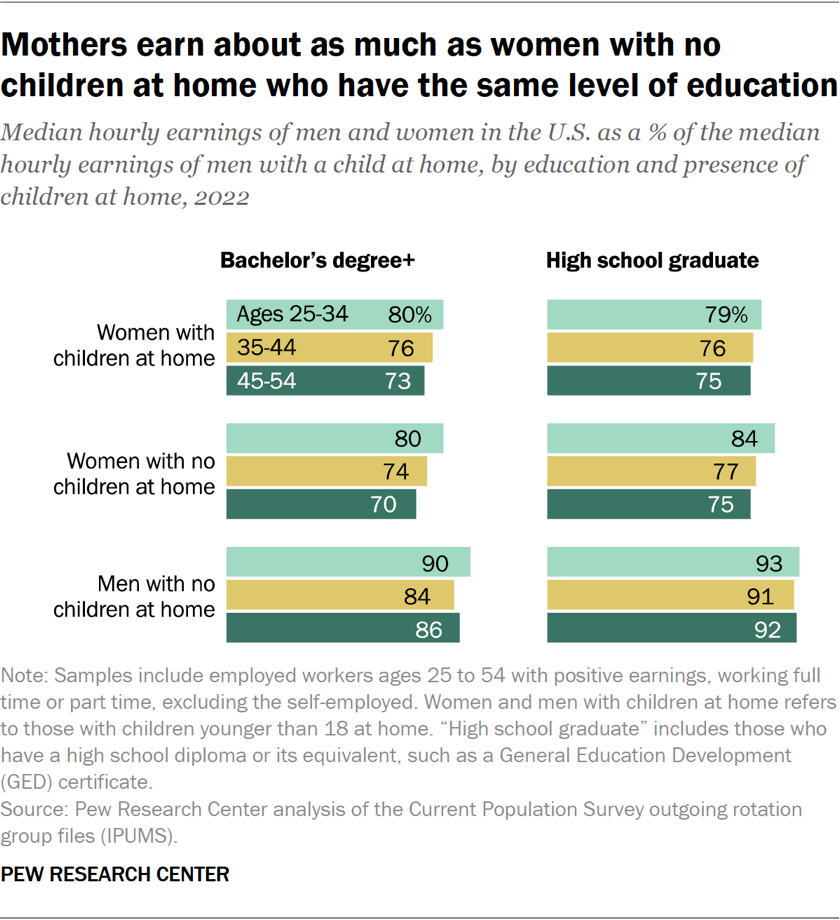 Mothers earn about as much as women with no
children at home who have the same level of education
Median hourly earnings of men and women in the U.S. as a % of the median
hourly earnings of men with a child at home, by education and presence of
children at home, 2022
Bachelor's degree+ High school graduate
Women with
children at home
Ages 25-34 80% 79%
35-44 76 76
45-54 73 75
Women with no
children at home
80 84
74 77
70 75
Men with no
children at home
90 93
84 91
86 92
Note: Samples include employed workers ages 25 to 54 with positive earnings, working full
time or part time, excluding the self-employed. Women and men with children at home refers
to those with children younger than 18 at home. “High school graduate” includes those who
have a high school diploma or its equivalent, such as a General Education Development
(GED) certificate.
Source: Pew Research Center analysis of the Current Population Survey outgoing rotation
group files (IPUMS).
PEW RESEARCH CENTER